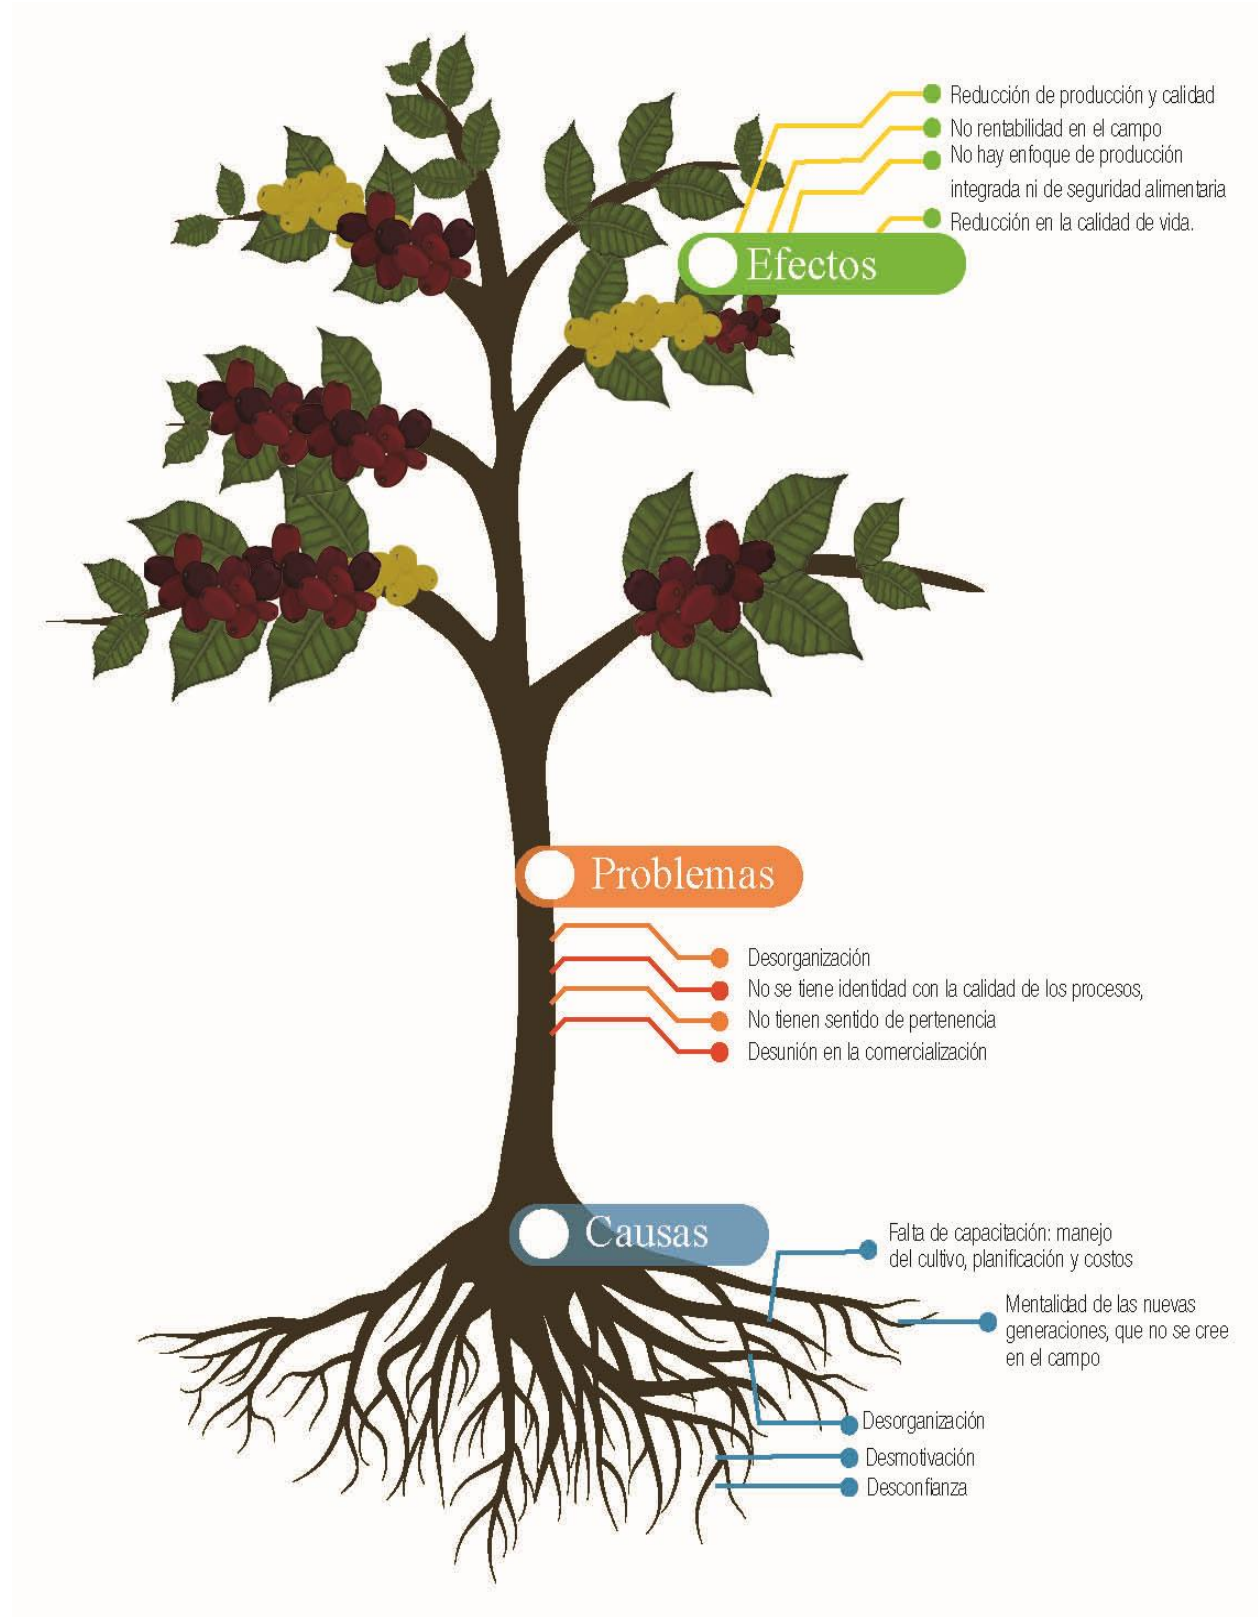 Reducción de producción y calidad
No rentabilidad en el campo
No hay enfoque de producción
integrada ni de seguridad alimentaria
Reducción en la calidad de vida.
Efectos
Problemas
Desorganización
No se tiene identidad con la calidad de los procesos,
No tienen sentido de pertenencia
Desunión en la comercialización
Causas
Falta de capacitación: manejo
del cultivo, planificación y costos
Mentalidad de las nuevas
generaciones, que no se cree
en el campo
Desorganización
Desmotivación
Desconfianza